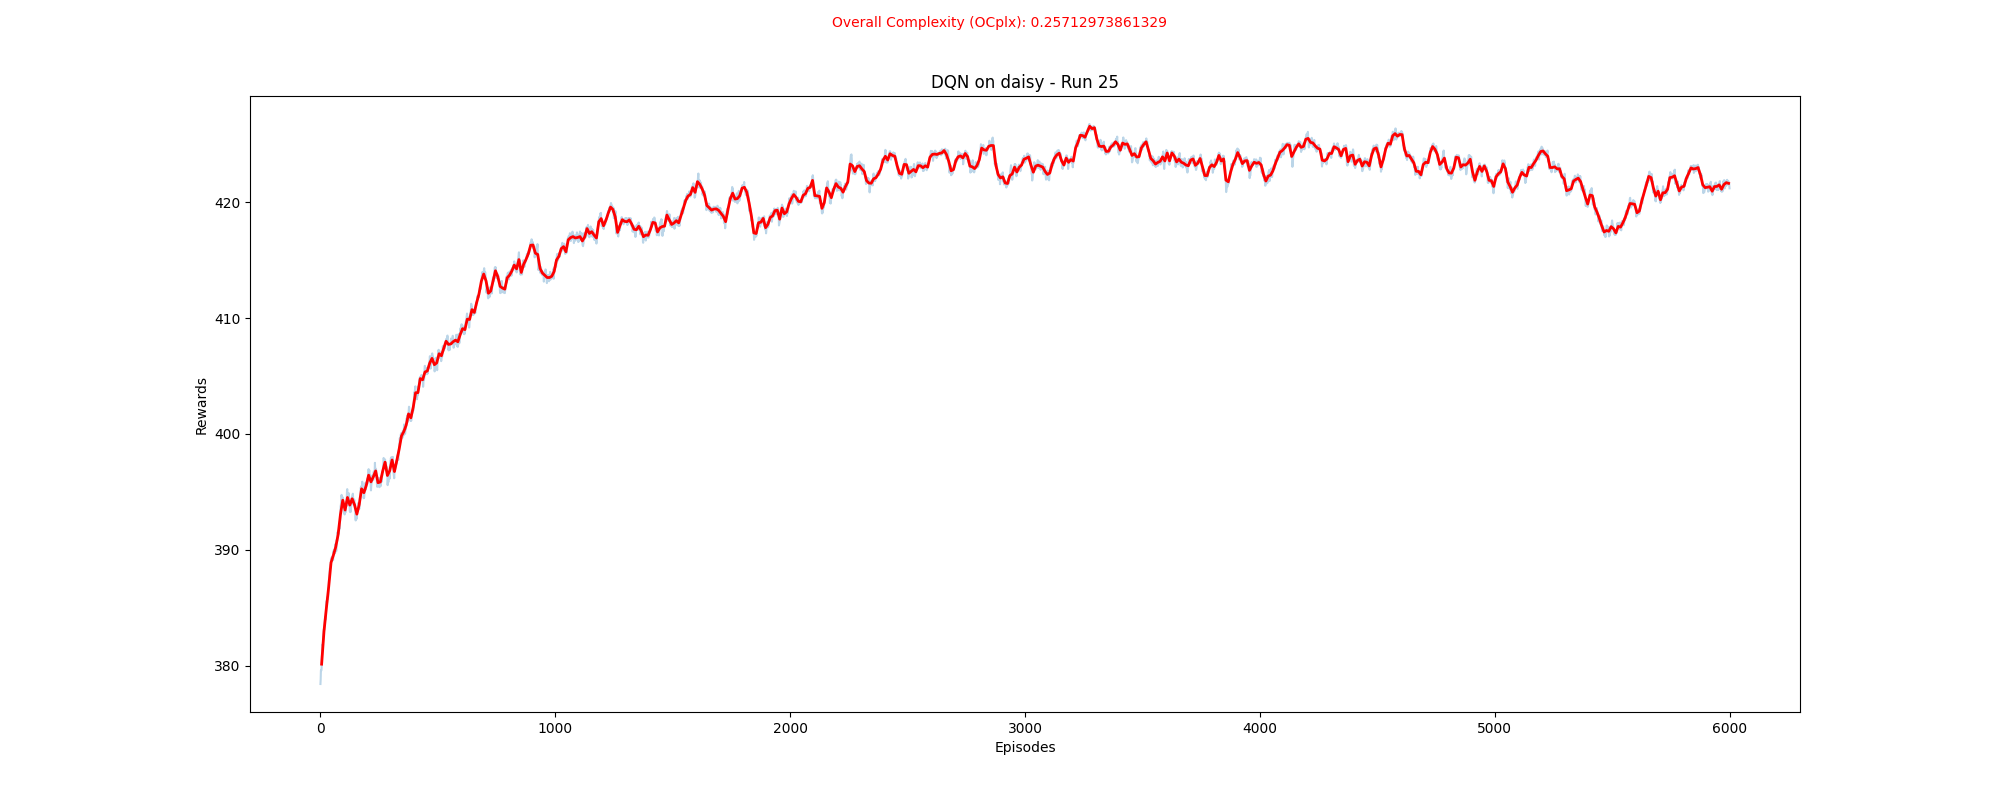 Overall Complexity (OCplx): 0.25712973861329
DQN on daisy - Run 25
Rewards
420
410
400
390
380
0 1000 2000 3000 4000 5000 6000
Episodes